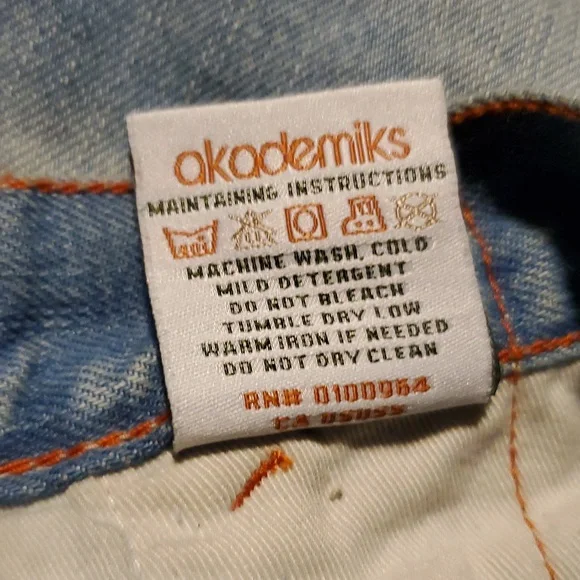 akademiks
MAINTAINING INSTRUCTIONS
MACHINE WASH, COLD
MILD DETERGENT
DO NOT BLEACH
TUMBLE DRY LOW
WARM IRON IF NEEDED
DO NOT DRY CLEAN
RN# 0100964
CA